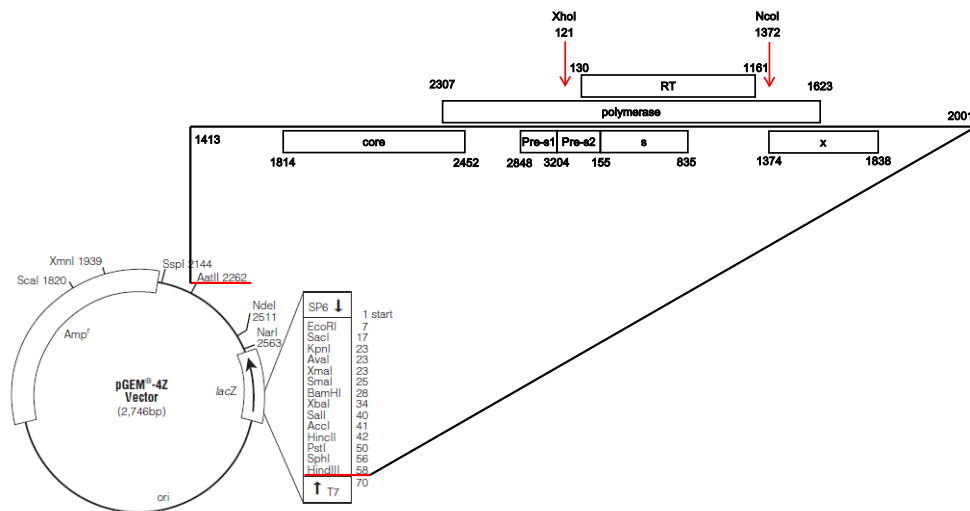 XhoI
121
NcoI
1372
130
1161
RT
2307
1623
polymerase
2001
1413
core
Pre-s1
Pre-s2
s
x
1814
2452
2848
3204
155
835
1374
1838
XmnI 1939
ScaI 1820
SspI 2144
AatII 2262
NdeI
2511
NarI
2563
Ampr
lacZ
pGEM®-4Z
Vector
(2,746bp)
ori
SP6
1 start
EcoRI 7
SacI 17
KpnI 23
AvaI 23
XmaI 23
SmaI 25
BamHI 28
XbaI 34
SalI 40
AccI 41
HincII 42
PstI 50
SphI 56
HindIII 58
T7 70